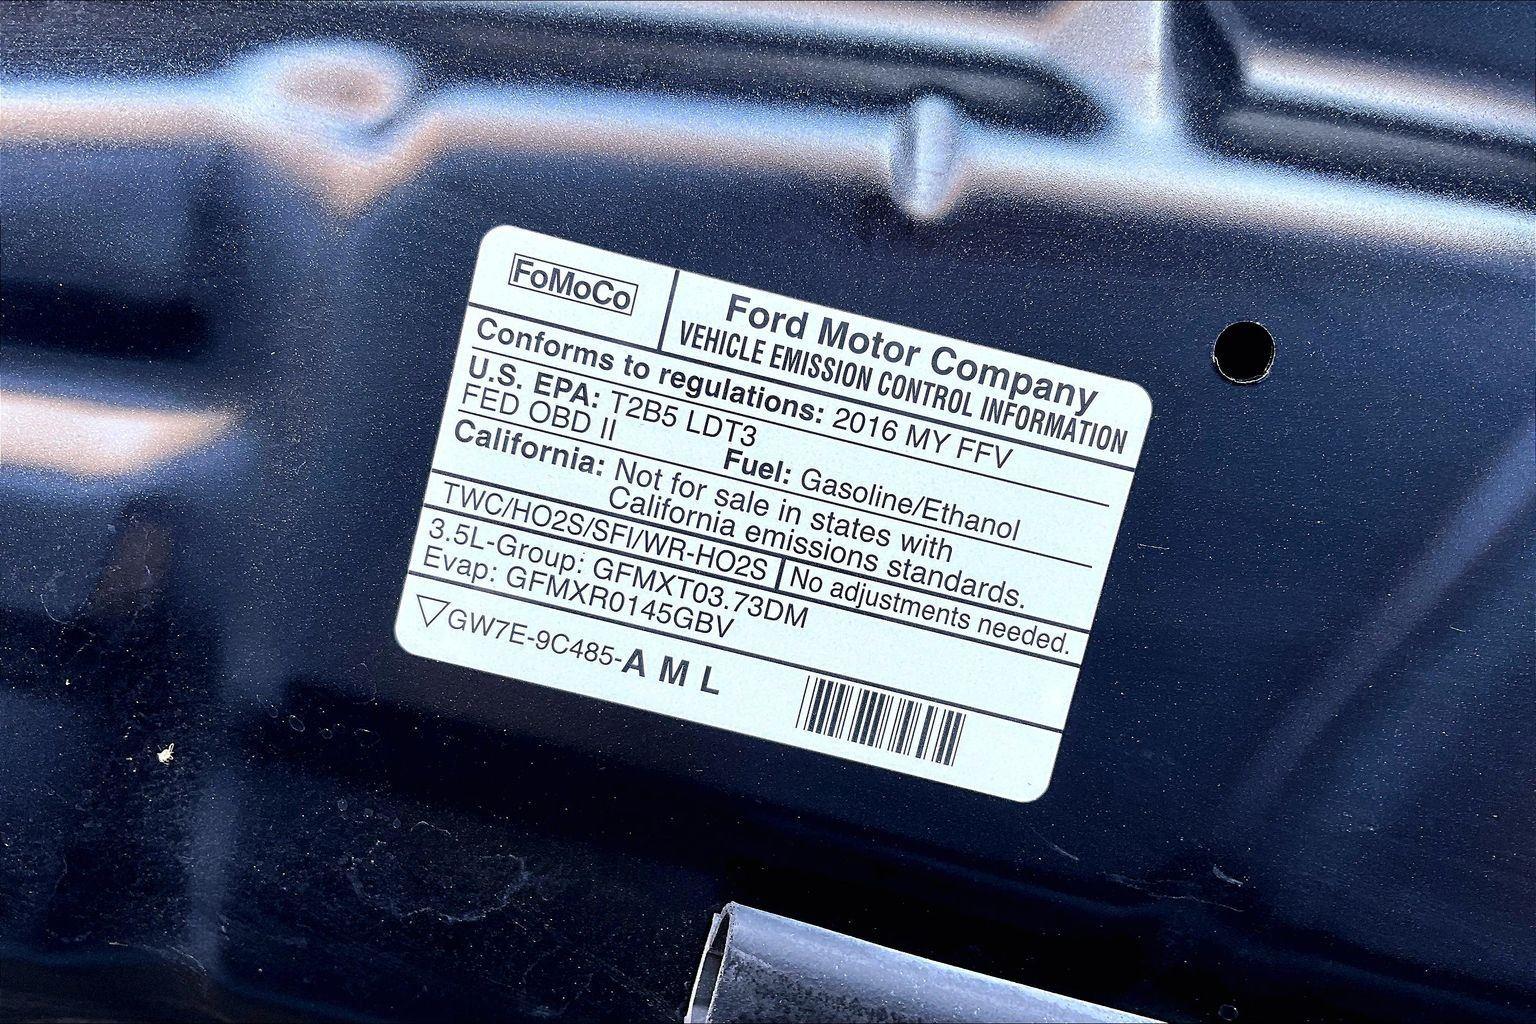 FoMoCo
Ford Motor Company
VEHICLE EMISSION CONTROL INFORMATION
Conforms to regulations: 2016 MY FFV
U.S. EPA: T2B5 LDT3
FED OBD II
Fuel: Gasoline/Ethanol
California: Not for sale in states with
California emissions standards.
TWC/HO2S/SFI/WR-HO2S
No adjustments needed.
3.5L-Group: GFMXT03.73DM
Evap: GFMXR0145GBV
GW7E-9C485-A M L